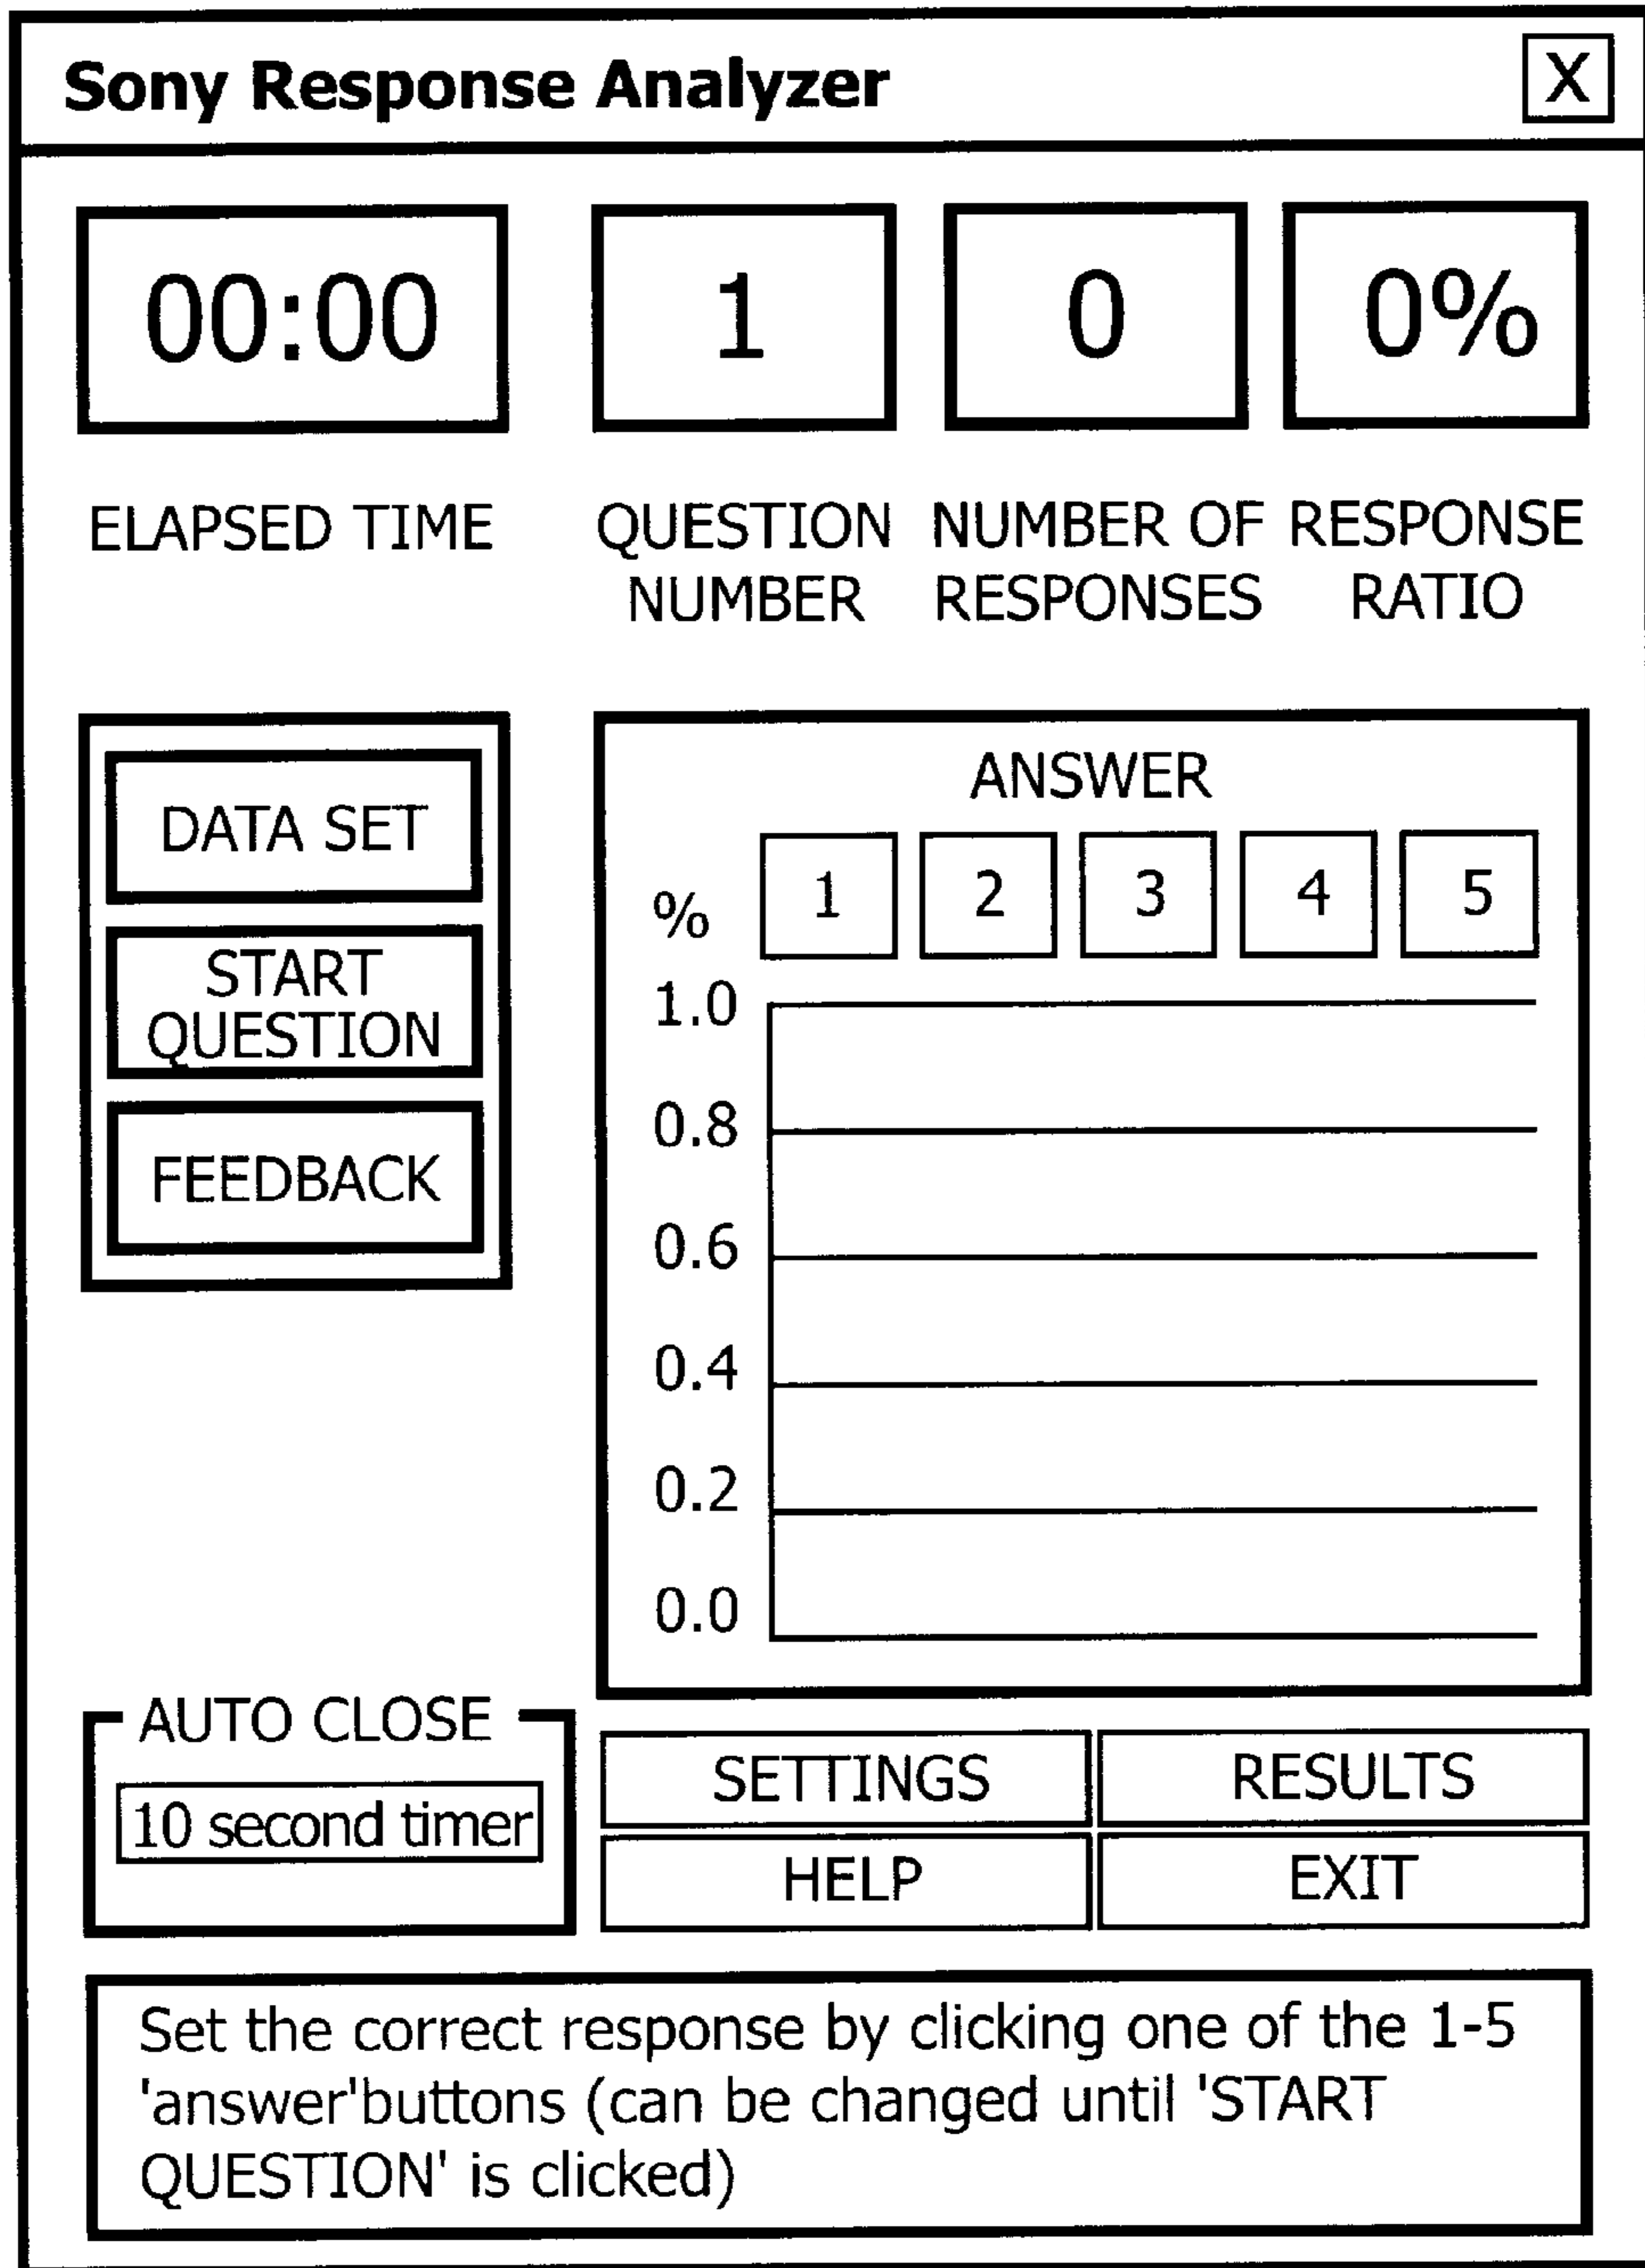 Sony Response Analyzer
X
00:00
1
0
0%
ELAPSED TIME
QUESTION
NUMBER
NUMBER OF
RESPONSES
RESPONSE
RATIO
DATA SET
START
QUESTION
FEEDBACK
ANSWER
%
1
2
3
4
5
1.0
0.8
0.6
0.4
0.2
0.0
AUTO CLOSE
10 second timer
SETTINGS
RESULTS
HELP
EXIT
Set the correct response by clicking one of the 1-5
'answer'buttons (can be changed until 'START
QUESTION' is clicked)